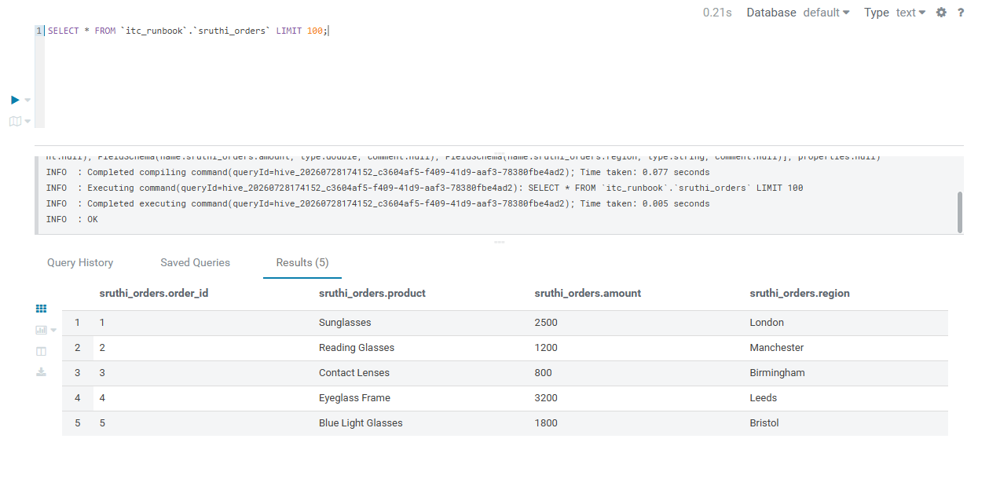 0.21s Database default Type text ?
1 SELECT * FROM `itc_runbook`.`sruthi_orders` LIMIT 100;
nt:null), FieldSchema(name:sruthi_orders.amount, type:double, comment:null), FieldSchema(name:sruthi_orders.region, type:string, comment:null)], properties:null)
INFO : Completed compiling command(queryId=hive_20260728174152_c3604af5-f409-41d9-aaf3-78380fbe4ad2); Time taken: 0.077 seconds
INFO : Executing command(queryId=hive_20260728174152_c3604af5-f409-41d9-aaf3-78380fbe4ad2): SELECT * FROM `itc_runbook`.`sruthi_orders` LIMIT 100
INFO : Completed executing command(queryId=hive_20260728174152_c3604af5-f409-41d9-aaf3-78380fbe4ad2); Time taken: 0.005 seconds
INFO : OK
Query History Saved Queries Results (5)
sruthi_orders.order_id sruthi_orders.product sruthi_orders.amount sruthi_orders.region
1 1 Sunglasses 2500 London
2 2 Reading Glasses 1200 Manchester
3 3 Contact Lenses 800 Birmingham
4 4 Eyeglass Frame 3200 Leeds
5 5 Blue Light Glasses 1800 Bristol